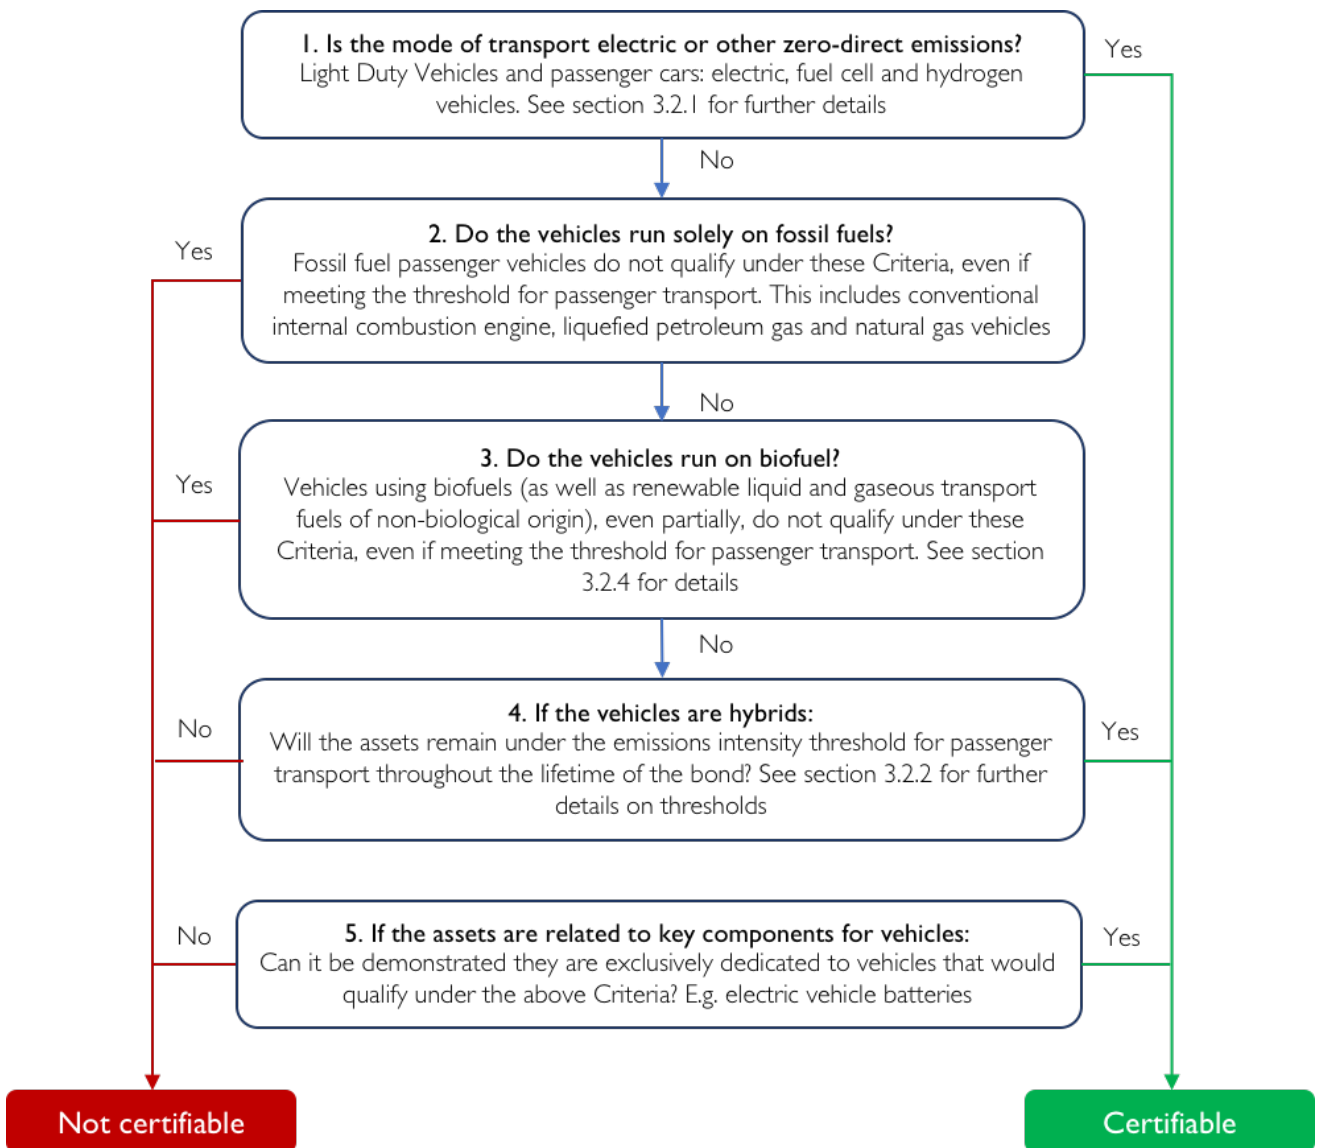 1. Is the mode of transport electric or other zero-direct emissions?
Light Duty Vehicles and passenger cars: electric, fuel cell and hydrogen
vehicles. See section 3.2.1 for further details
Yes
No
2. Do the vehicles run solely on fossil fuels?
Fossil fuel passenger vehicles do not qualify under these Criteria, even if
meeting the threshold for passenger transport. This includes conventional
internal combustion engine, liquefied petroleum gas and natural gas vehicles
Yes
No
3. Do the vehicles run on biofuel?
Vehicles using biofuels (as well as renewable liquid and gaseous transport
fuels of non-biological origin), even partially, do not qualify under these
Criteria, even if meeting the threshold for passenger transport. See section
3.2.4 for details
Yes
No
4. If the vehicles are hybrids:
Will the assets remain under the emissions intensity threshold for passenger
transport throughout the lifetime of the bond? See section 3.2.2 for further
details on thresholds
No
Yes
5. If the assets are related to key components for vehicles:
Can it be demonstrated they are exclusively dedicated to vehicles that would
qualify under the above Criteria? E.g. electric vehicle batteries
No
Yes
Not certifiable
Certifiable